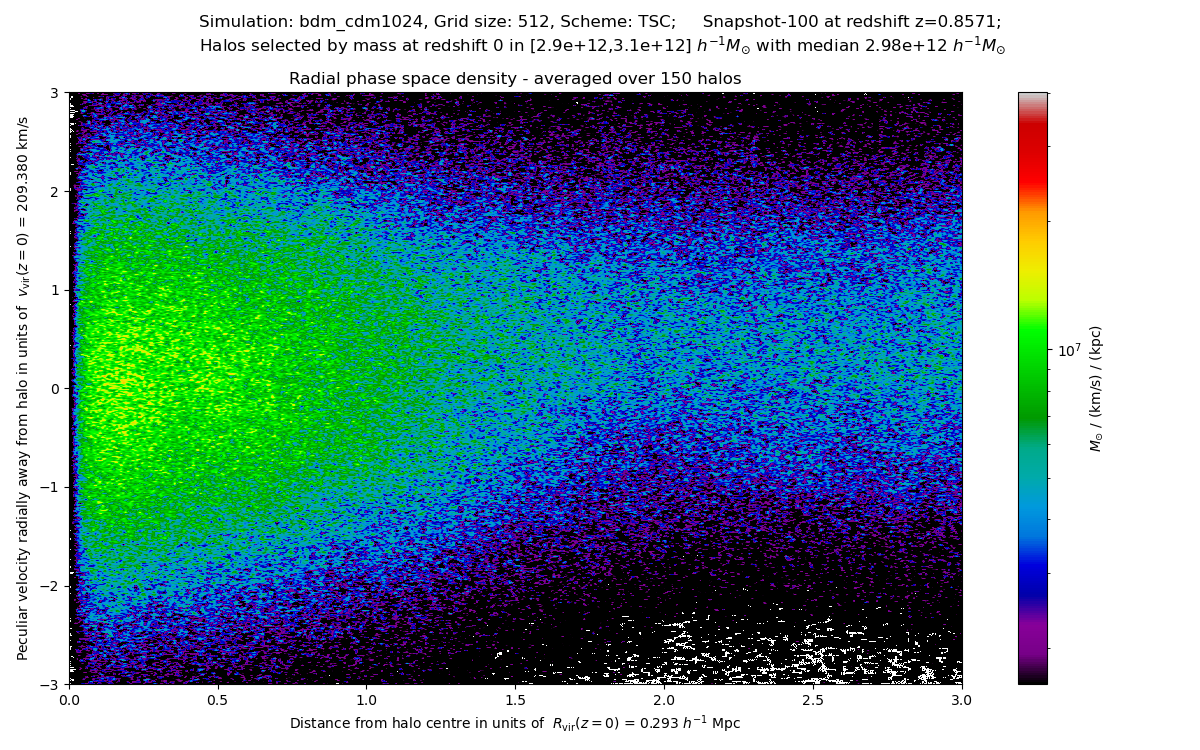 Simulation: bdm_cdm1024, Grid size: 512, Scheme: TSC;     Snapshot-100 at redshift z=0.8571;
Halos selected by mass at redshift 0 in [2.9e+12,3.1e+12] h⁻¹M⊙ with median 2.98e+12 h⁻¹M⊙
Radial phase space density - averaged over 150 halos
Peculiar velocity radially away from halo in units of v_vir(z = 0) = 209.380 km/s
3
2
1
0
−1
−2
−3
0.0 0.5 1.0 1.5 2.0 2.5 3.0
Distance from halo centre in units of R_vir(z = 0) = 0.293 h⁻¹ Mpc
10⁷
M⊙ / (km/s) / (kpc)